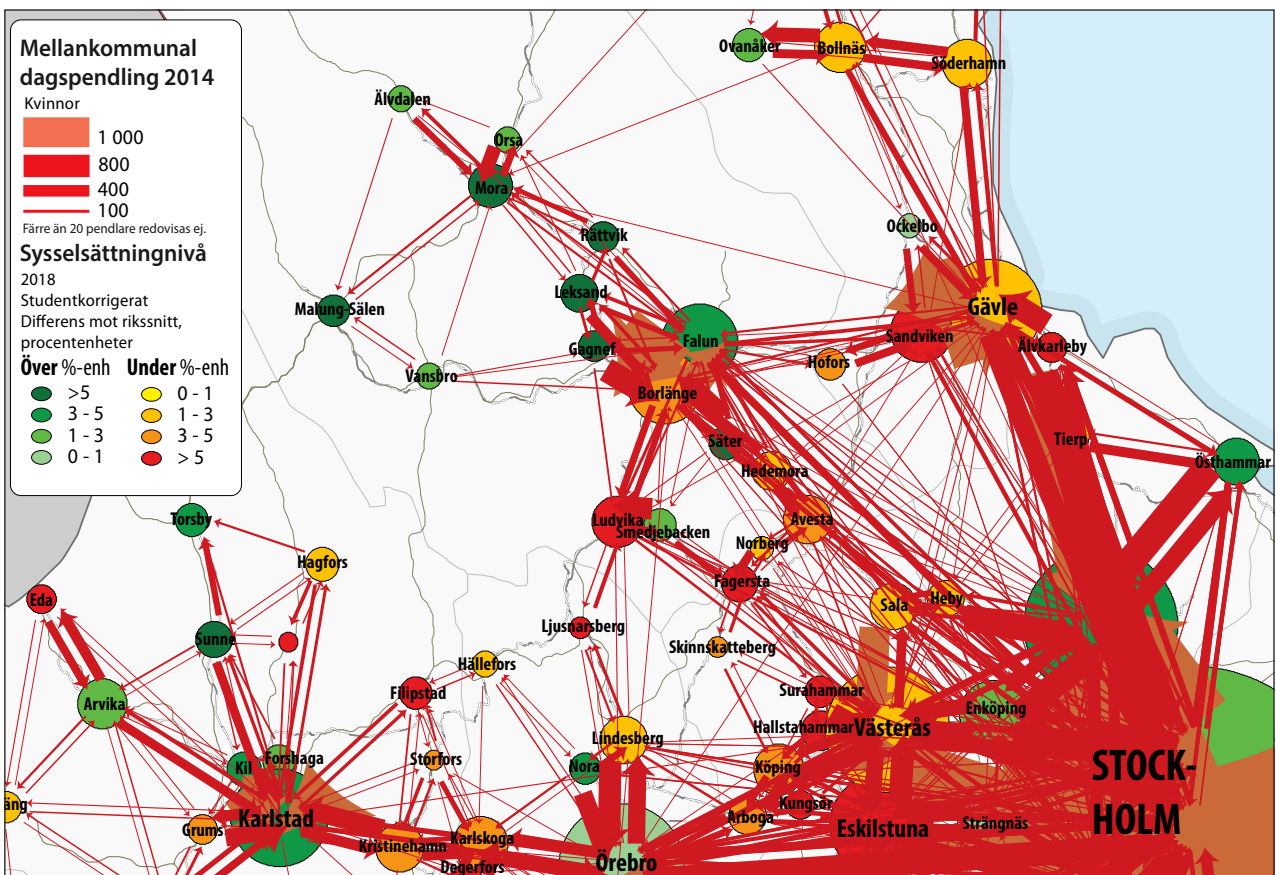 Mellankommunal
dagspendling 2014
Kvinnor
1 000
800
400
100
Färre än 20 pendlare redovisas ej.
Sysselsättningnivå
2018
Studentkorrigerat
Differens mot rikssnitt,
procentenheter
Över %-enh Under %-enh
>5 0 - 1
3 - 5 1 - 3
1 - 3 3 - 5
0 - 1 > 5
Ovanåker
Bollnäs
Söderhamn
Älvdalen
Orsa
Mora
Rättvik
Ockelbo
Leksand
Malung-Sälen
Gävle
Sandviken
Falun
Gagnef
Älvkarleby
Hofors
Vansbro
Borlänge
Säter
Tierp
Östhammar
Hedemora
Torsby
Ludvika
Smedjebacken
Avesta
Norberg
Hagfors
Fagersta
Eda
Sala
Heby
Ljusnarsberg
Sunne
Skinnskatteberg
Hällefors
Filipstad
Surahammar
Arvika
Enköping
Hallstahammar
Västerås
Lindesberg
Forshaga
Storfors
Kil
Nora
Köping
STOCK-
HOLM
äng
Kungsör
Karlstad
Arboga
Grums
Strängnäs
Eskilstuna
Karlskoga
Kristinehamn
Örebro
Degerfors